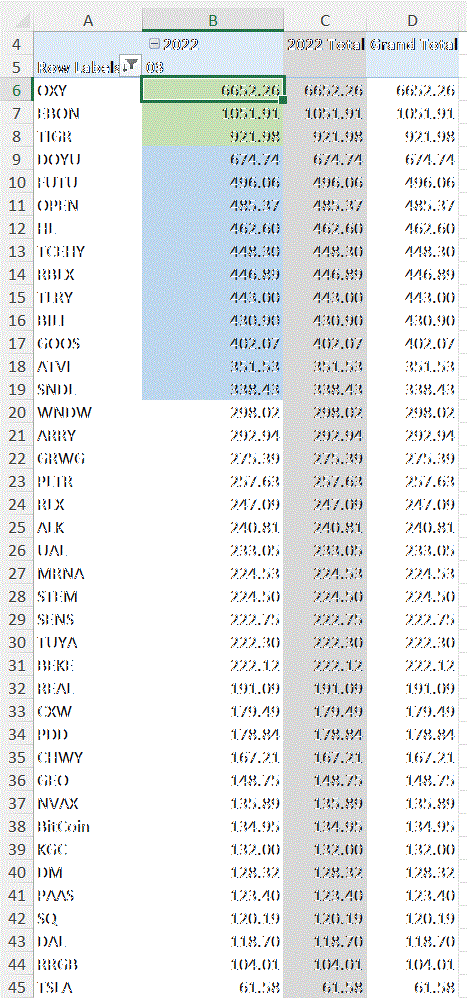 A B C D
4 2022 2022 Total Grand Total
5 Row Labels 03
6 OXY 6652.26 6652.26 6652.26
7 EBON 1051.91 1051.91 1051.91
8 TIGR 921.98 921.98 921.98
9 DOYU 674.74 674.74 674.74
10 FUTU 496.06 496.06 496.06
11 OPEN 485.37 485.37 485.37
12 HL 462.60 462.60 462.60
13 TCEHY 448.30 448.30 448.30
14 RBLX 446.89 446.89 446.89
15 TLRY 443.00 443.00 443.00
16 BILI 430.90 430.90 430.90
17 GOOS 402.07 402.07 402.07
18 ATVI 351.53 351.53 351.53
19 SNDL 338.43 338.43 338.43
20 WNDW 298.02 298.02 298.02
21 ARRY 292.94 292.94 292.94
22 GRWG 275.39 275.39 275.39
23 PLTR 257.63 257.63 257.63
24 RLX 247.09 247.09 247.09
25 ALK 240.81 240.81 240.81
26 UAL 233.05 233.05 233.05
27 MRNA 224.53 224.53 224.53
28 STEM 224.50 224.50 224.50
29 SENS 222.75 222.75 222.75
30 TUYA 222.30 222.30 222.30
31 BEKE 222.12 222.12 222.12
32 REAL 191.09 191.09 191.09
33 CXW 179.49 179.49 179.49
34 PDD 178.84 178.84 178.84
35 CHWY 167.21 167.21 167.21
36 GEO 148.75 148.75 148.75
37 NVAX 135.89 135.89 135.89
38 BitCoin 134.95 134.95 134.95
39 KGC 132.00 132.00 132.00
40 DM 128.32 128.32 128.32
41 PAAS 123.40 123.40 123.40
42 SQ 120.19 120.19 120.19
43 DAL 118.70 118.70 118.70
44 RRGB 104.01 104.01 104.01
45 TSLA 61.58 61.58 61.58